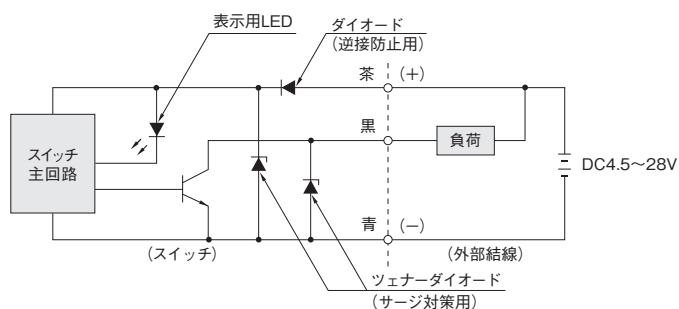 表示用LED
ダイオード
(逆接防止用)
茶 (+)
黒
負荷
スイッチ
主回路
DC4.5~28V
青 (−)
(スイッチ)
(外部結線)
ツェナーダイオード
(サージ対策用)